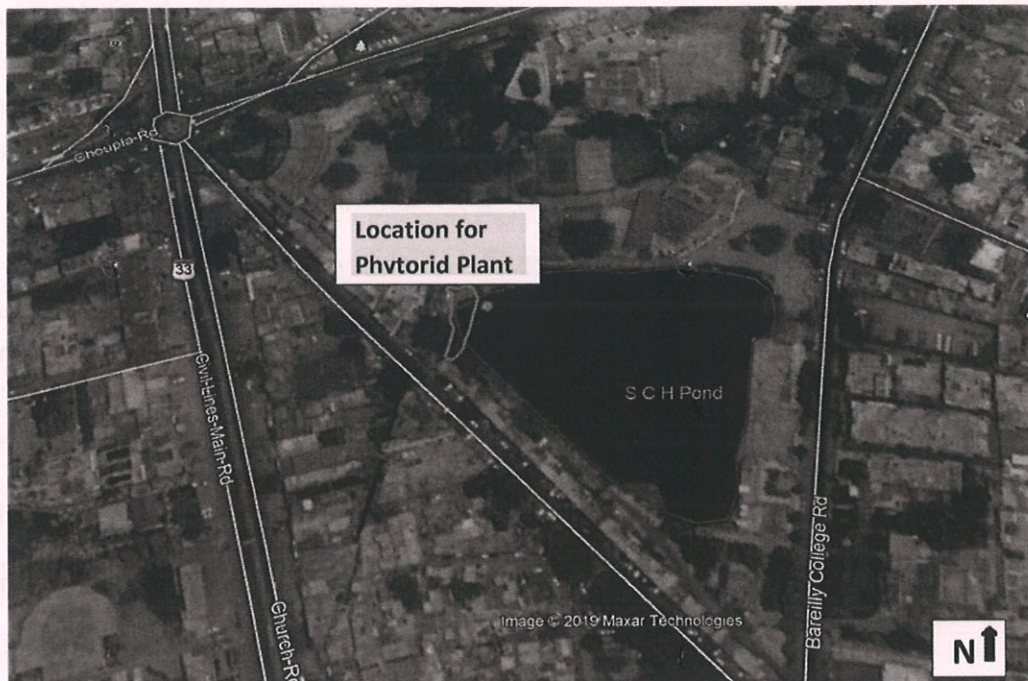 Choupla-Rd
33
Location for
Phvtorid Plant
S C H Pond
Civil-Lines-Main-Rd
Church-Rd
Bareilly College Rd
Image © 2019 Maxar Technologies
N